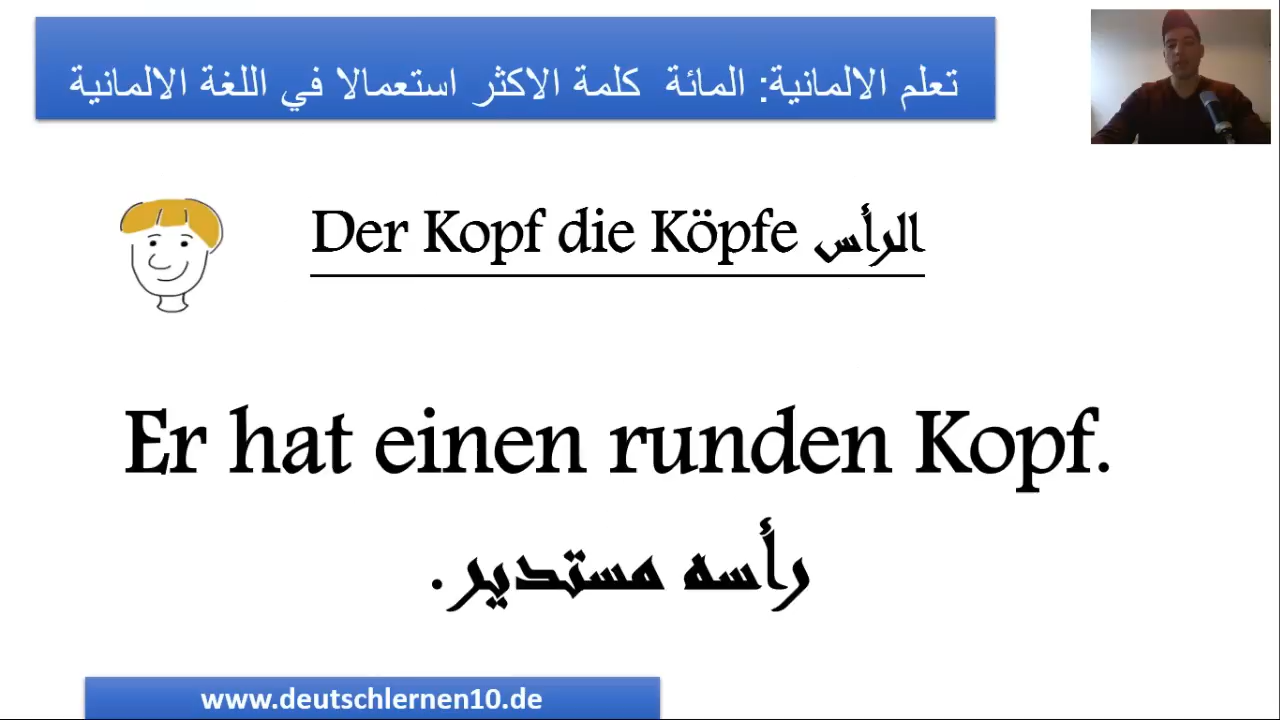 تعلم الالمانية: المائة كلمة الاكثر استعمالا في اللغة الالمانية
Der Kopf die Köpfe الرأس
Er hat einen runden Kopf.
رأسه مستدير.
www.deutschlernen10.de